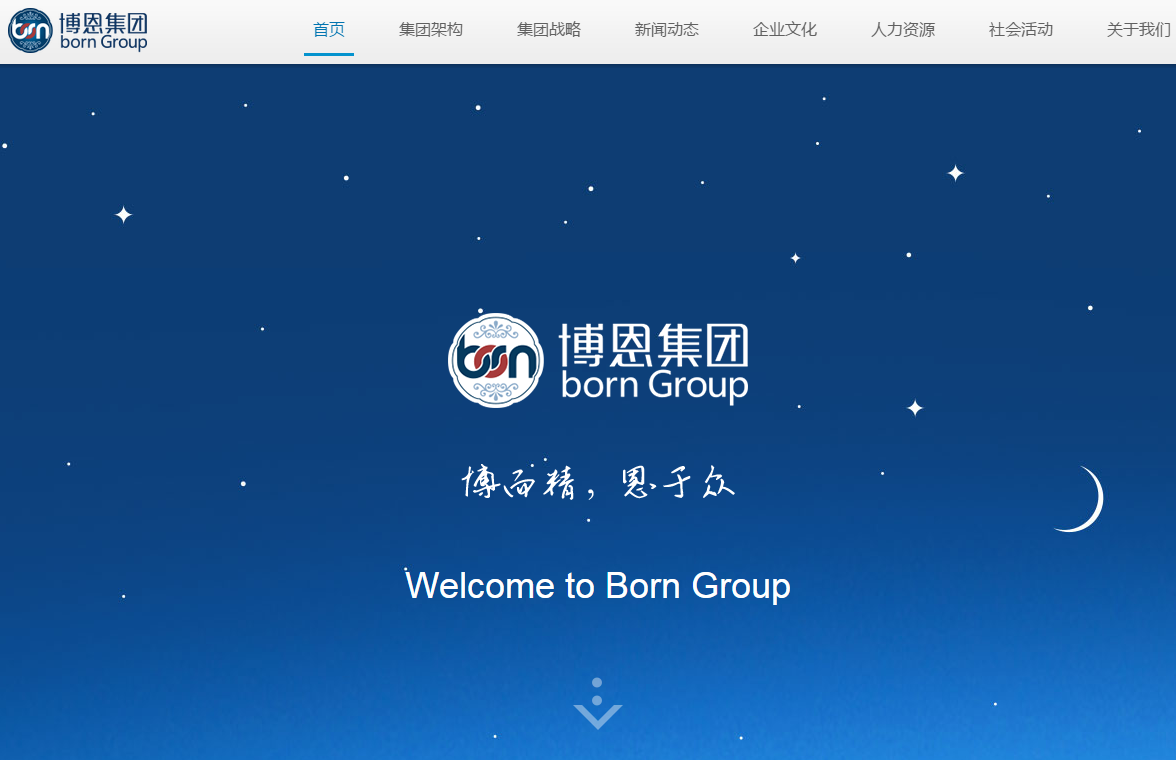 博恩集团
born Group
首页 集团架构 集团战略 新闻动态 企业文化 人力资源 社会活动 关于我们
born
博恩集团
born Group
博而精，恩于众
Welcome to Born Group